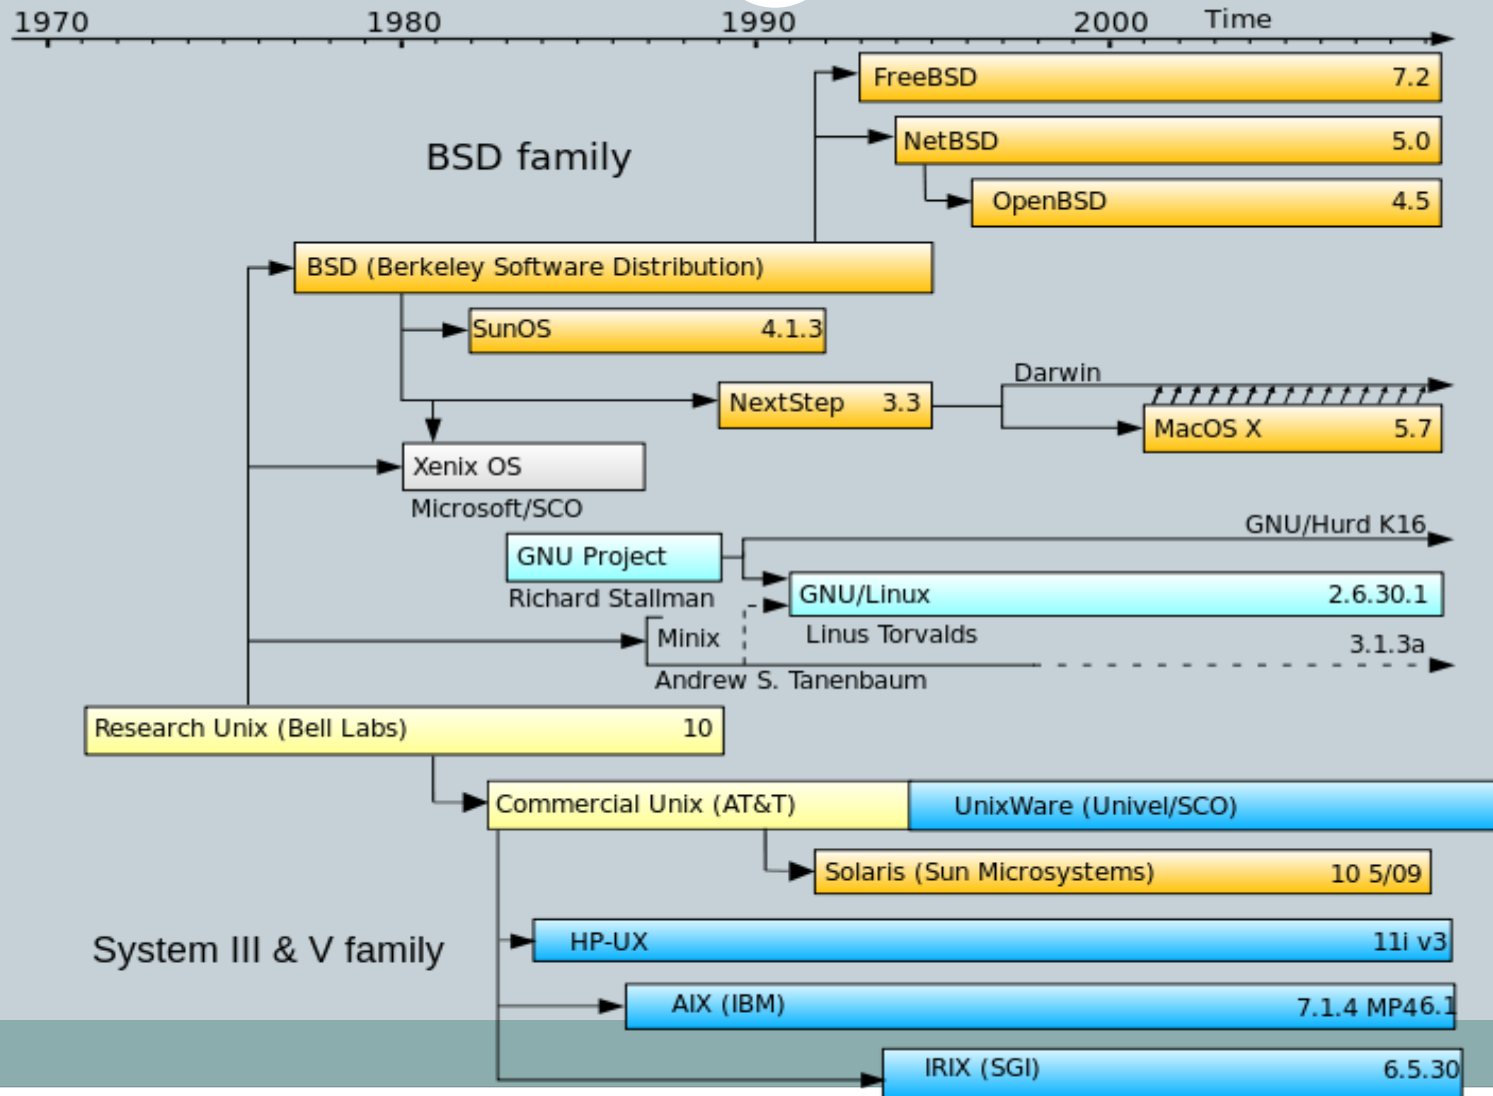 1970 1980 1990 2000 Time
FreeBSD 7.2
BSD family
NetBSD 5.0
OpenBSD 4.5
BSD (Berkeley Software Distribution)
SunOS 4.1.3
Darwin
NextStep 3.3
MacOS X 5.7
Xenix OS
Microsoft/SCO
GNU/Hurd K16
GNU Project
GNU/Linux 2.6.30.1
Richard Stallman
Minix
Linus Torvalds
3.1.3a
Andrew S. Tanenbaum
Research Unix (Bell Labs) 10
Commercial Unix (AT&T)
UnixWare (Univel/SCO)
Solaris (Sun Microsystems) 10 5/09
System III & V family
HP-UX 11i v3
AIX (IBM) 7.1.4 MP46.1
IRIX (SGI) 6.5.30